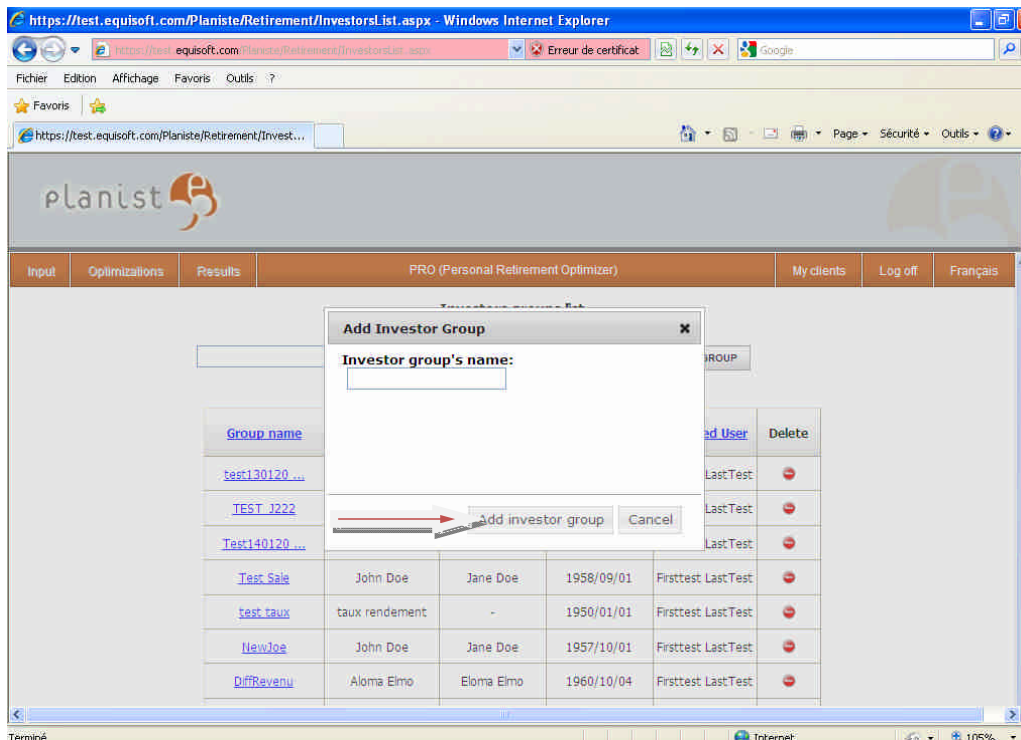 https://test.equisoft.com/Planiste/Retirement/InvestorsList.aspx - Windows Internet Explorer
https://test.equisoft.com/Planiste/Retirement/InvestorsList.aspx Erreur de certificat Google
Fichier Edition Affichage Favoris Outils ?
Favoris
https://test.equisoft.com/Planiste/Retirement/Invest... Page Sécurité Outils
planist
Input Optimizations Results PRO (Personal Retirement Optimizer) My clients Log off Français
Investors groups list
Add Investor Group
Investor group's name:
GROUP
Group name ed User Delete
test130120 ... LastTest
TEST J222 LastTest
Add investor group Cancel
Test140120 ... LastTest
Test Saie John Doe Jane Doe 1958/09/01 Firsttest LastTest
test taux taux rendement - 1950/01/01 Firsttest LastTest
NewJoe John Doe Jane Doe 1957/10/01 Firsttest LastTest
DiffRevenu Aloma Elmo Eloma Elmo 1960/10/04 Firsttest LastTest
Terminé Internet 105%